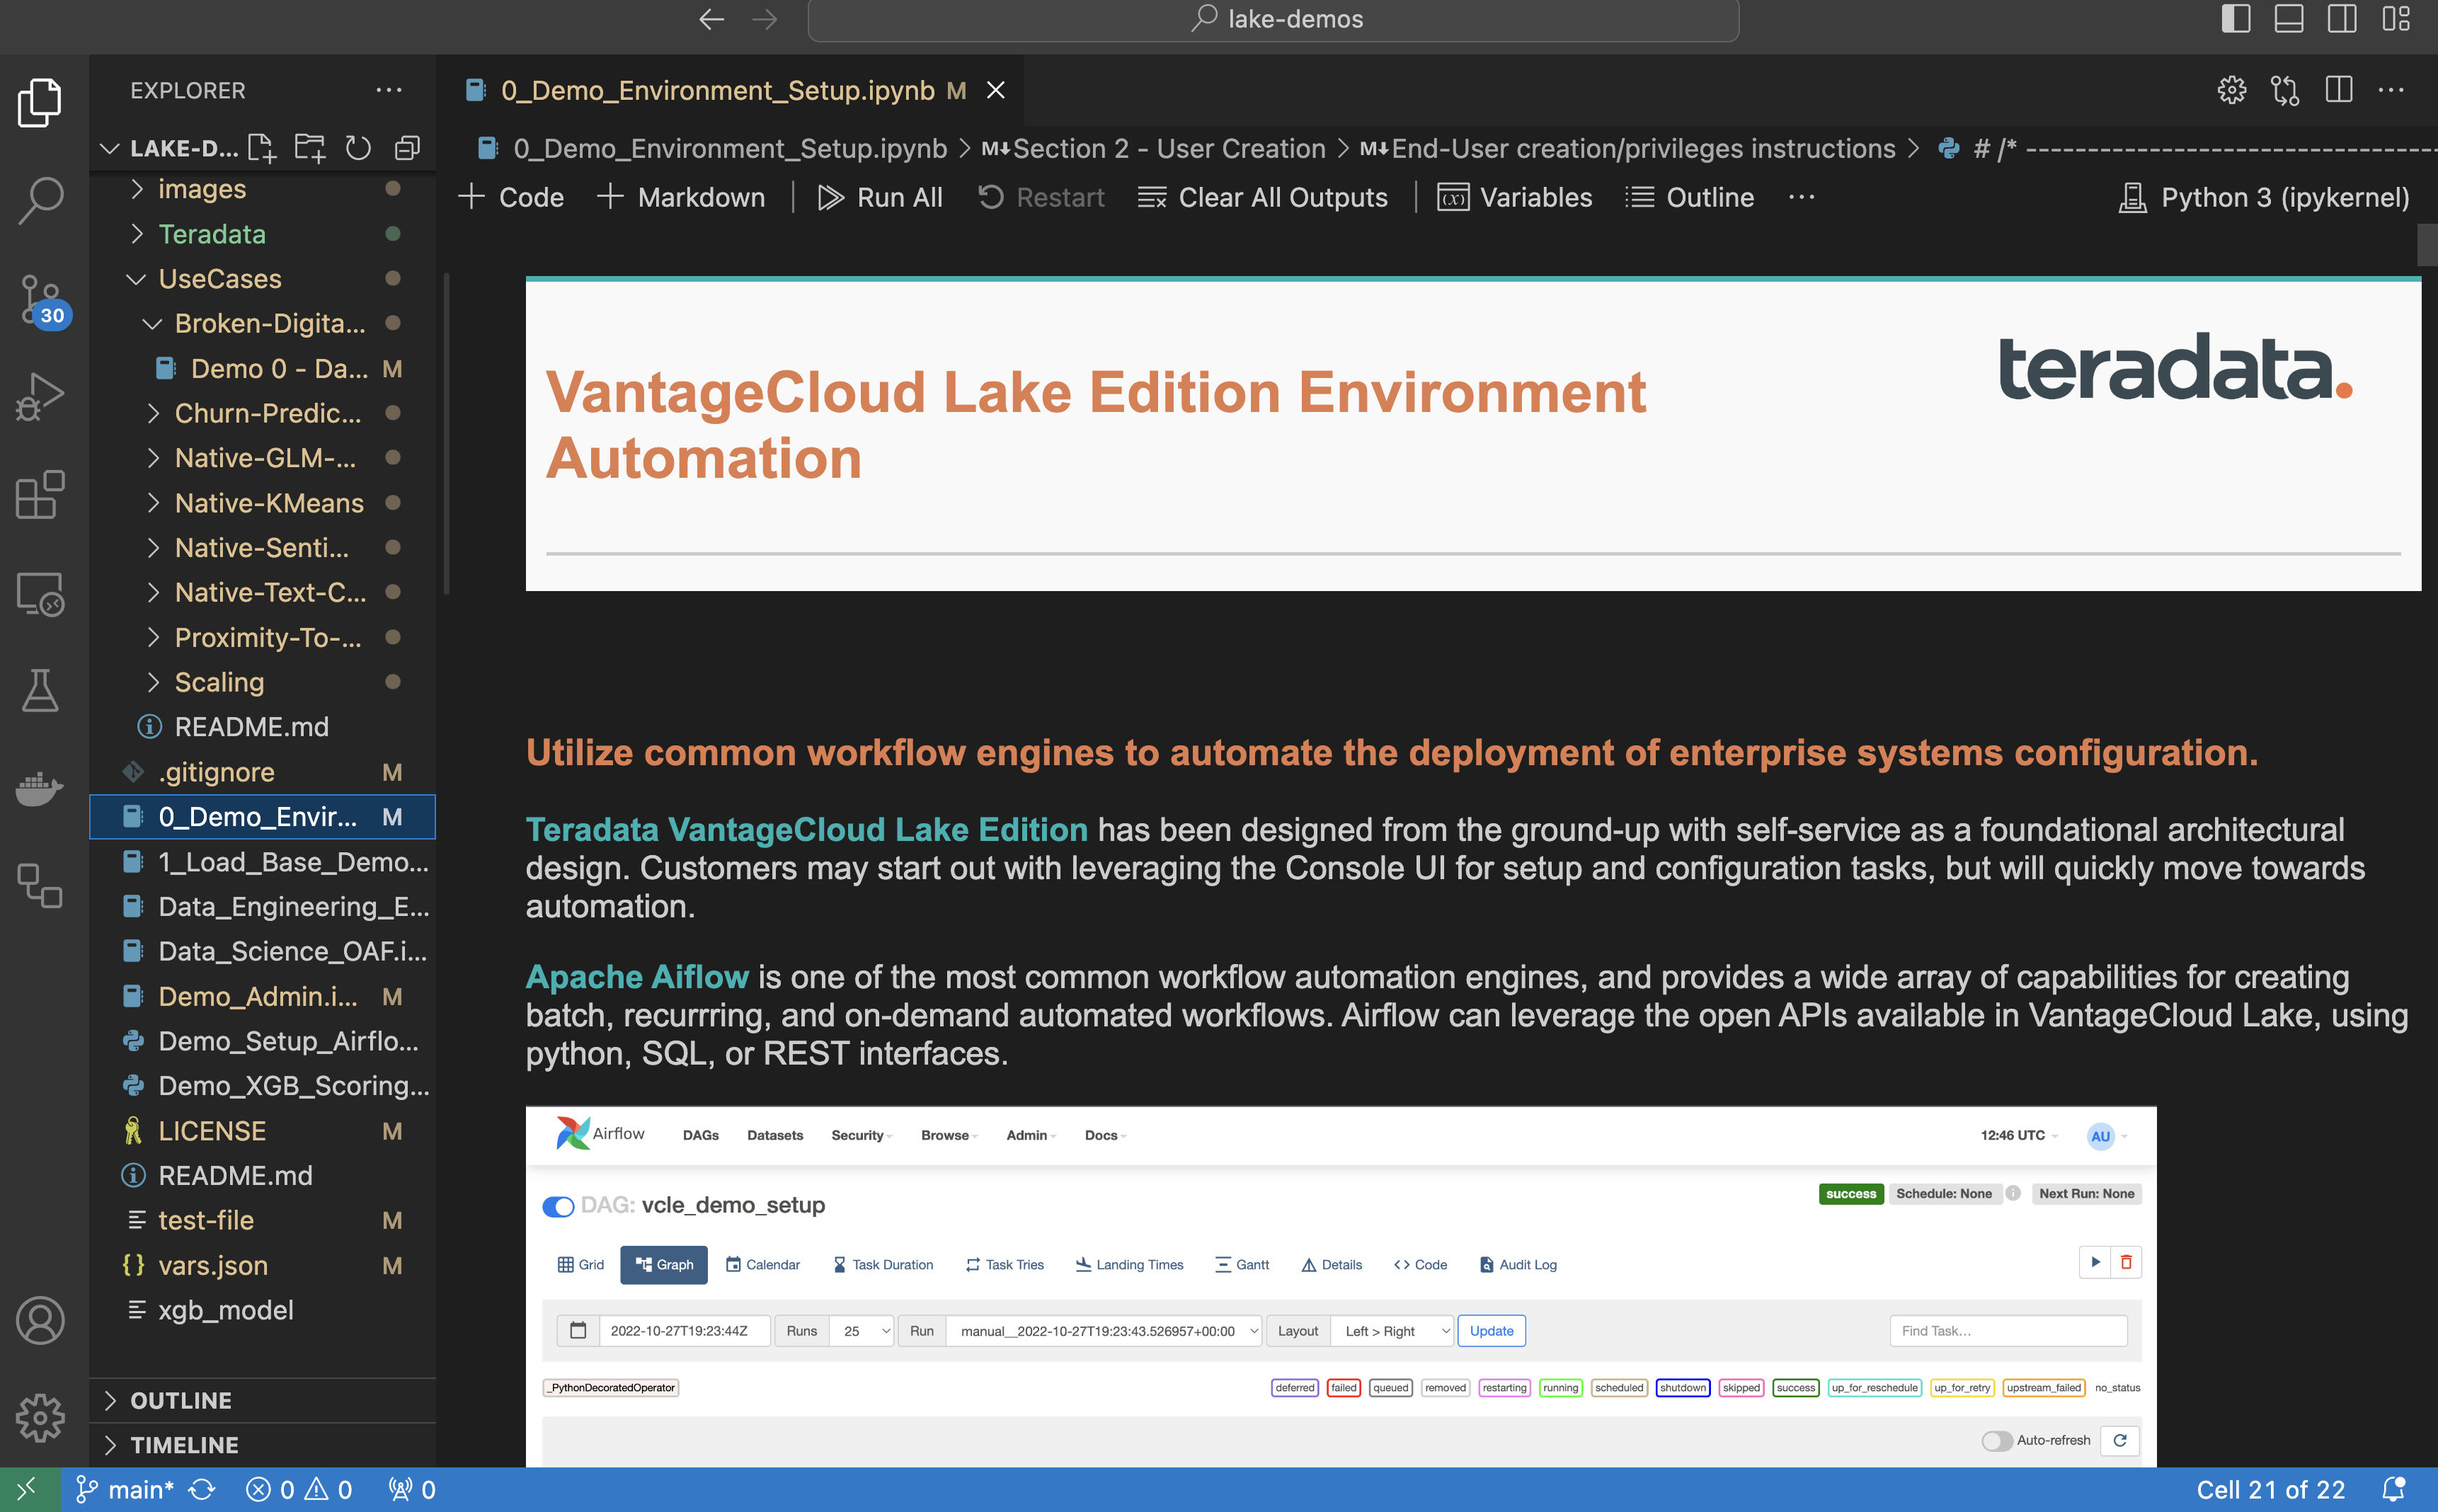 lake-demos
EXPLORER
LAKE-D...
images
Teradata
UseCases
Broken-Digita...
Demo 0 - Da... M
Churn-Predic...
Native-GLM-...
Native-KMeans
Native-Senti...
Native-Text-C...
Proximity-To-...
Scaling
README.md
.gitignore M
0_Demo_Envir... M
1_Load_Base_Demo...
Data_Engineering_E...
Data_Science_OAF.i...
Demo_Admin.i... M
Demo_Setup_Airflo...
Demo_XGB_Scoring...
LICENSE M
README.md
test-file M
vars.json M
xgb_model
OUTLINE
TIMELINE
30
0_Demo_Environment_Setup.ipynb M
0_Demo_Environment_Setup.ipynb > M↓Section 2 - User Creation > M↓End-User creation/privileges instructions > # /* --------------------------------
+ Code + Markdown | Run All Restart Clear All Outputs | (x) Variables Outline ... Python 3 (ipykernel)
teradata.
VantageCloud Lake Edition Environment
Automation
Utilize common workflow engines to automate the deployment of enterprise systems configuration.
Teradata VantageCloud Lake Edition has been designed from the ground-up with self-service as a foundational architectural
design. Customers may start out with leveraging the Console UI for setup and configuration tasks, but will quickly move towards
automation.
Apache Aiflow is one of the most common workflow automation engines, and provides a wide array of capabilities for creating
batch, recurrring, and on-demand automated workflows. Airflow can leverage the open APIs available in VantageCloud Lake, using
python, SQL, or REST interfaces.
Airflow DAGs Datasets Security Browse Admin Docs 12:46 UTC AU
DAG: vcle_demo_setup success Schedule: None i Next Run: None
Grid Graph Calendar Task Duration Task Tries Landing Times Gantt Details <> Code Audit Log
2022-10-27T19:23:44Z Runs 25 Run manual__2022-10-27T19:23:43.526957+00:00 Layout Left > Right Update Find Task...
_PythonDecoratedOperator deferred failed queued removed restarting running scheduled shutdown skipped success up_for_reschedule up_for_retry upstream_failed no_status
Auto-refresh
main* 0 0 0 Cell 21 of 22